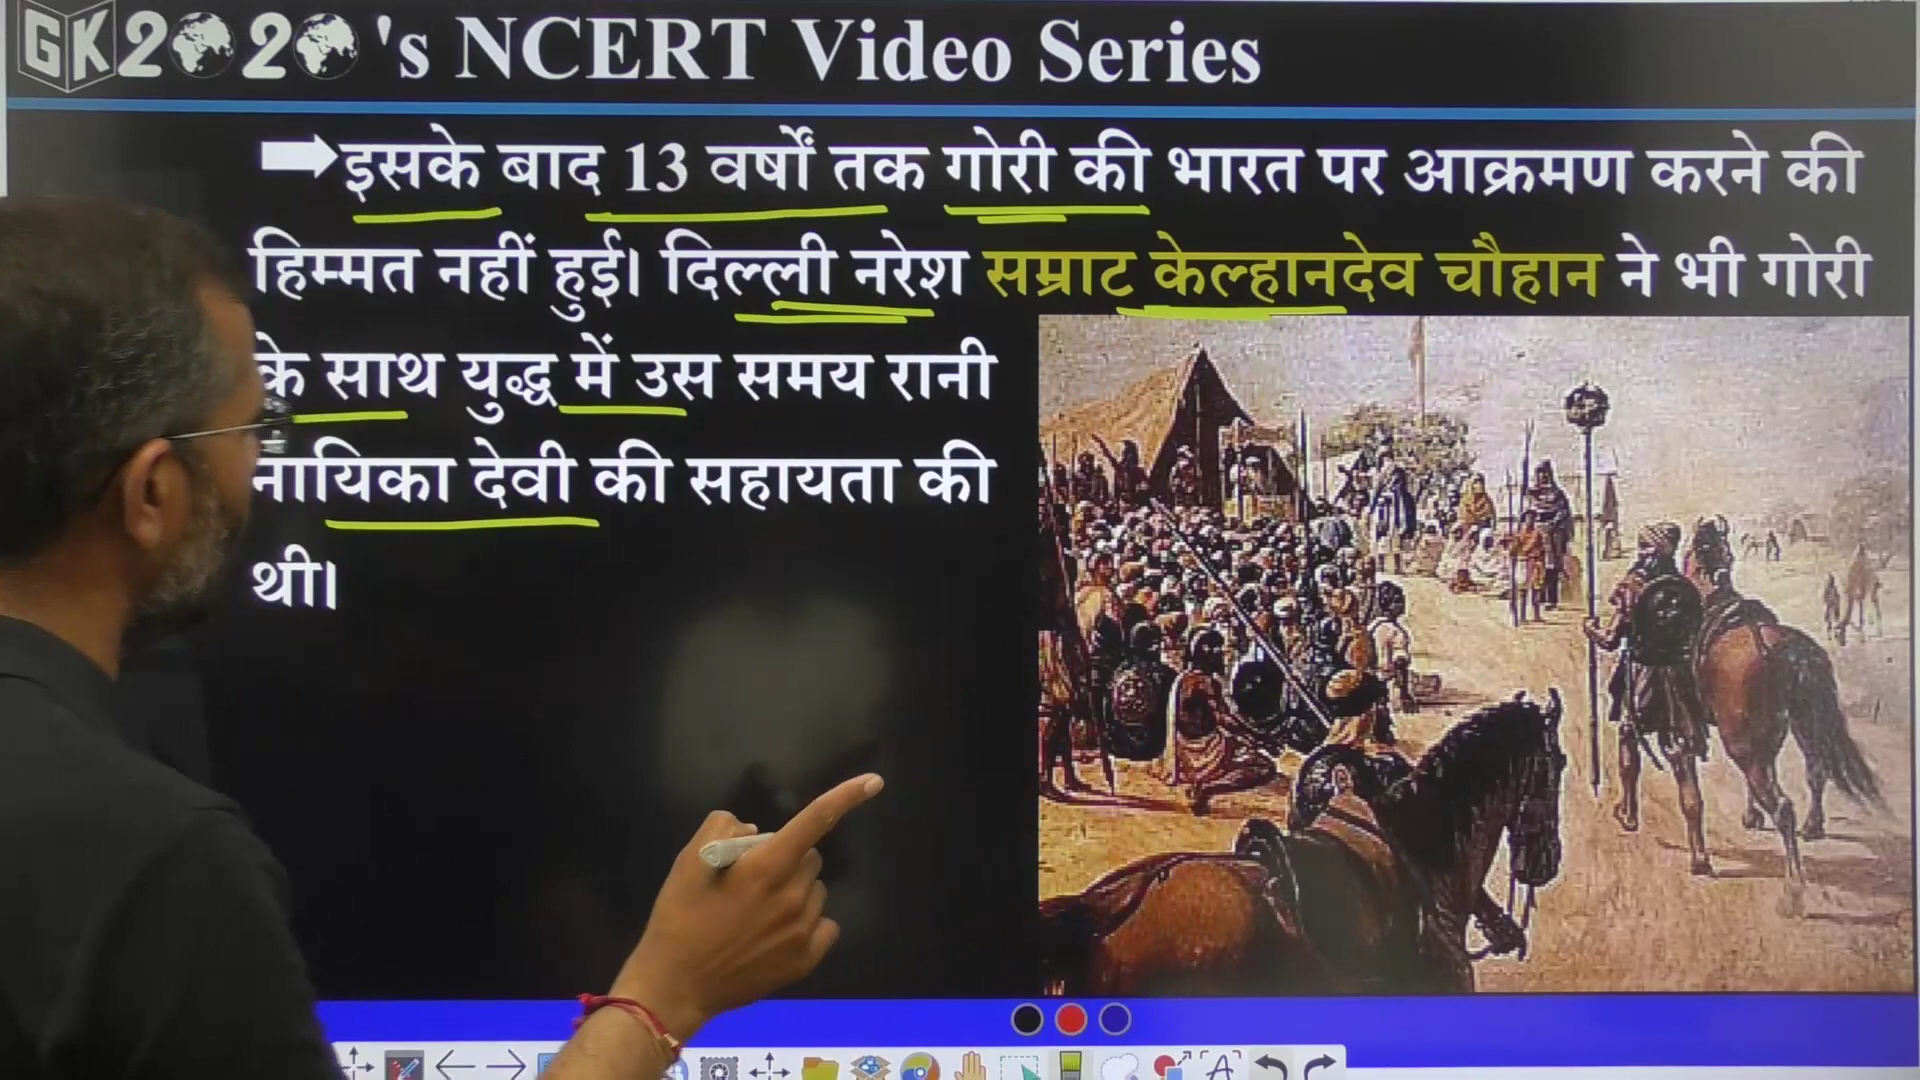 GK2020's NCERT Video Series
इसके बाद 13 वर्षों तक गोरी की भारत पर आक्रमण करने की
हिम्मत नहीं हुई। दिल्ली नरेश सम्राट केल्हानदेव चौहान ने भी गोरी
के साथ युद्ध में उस समय रानी
नायिका देवी की सहायता की
थी।